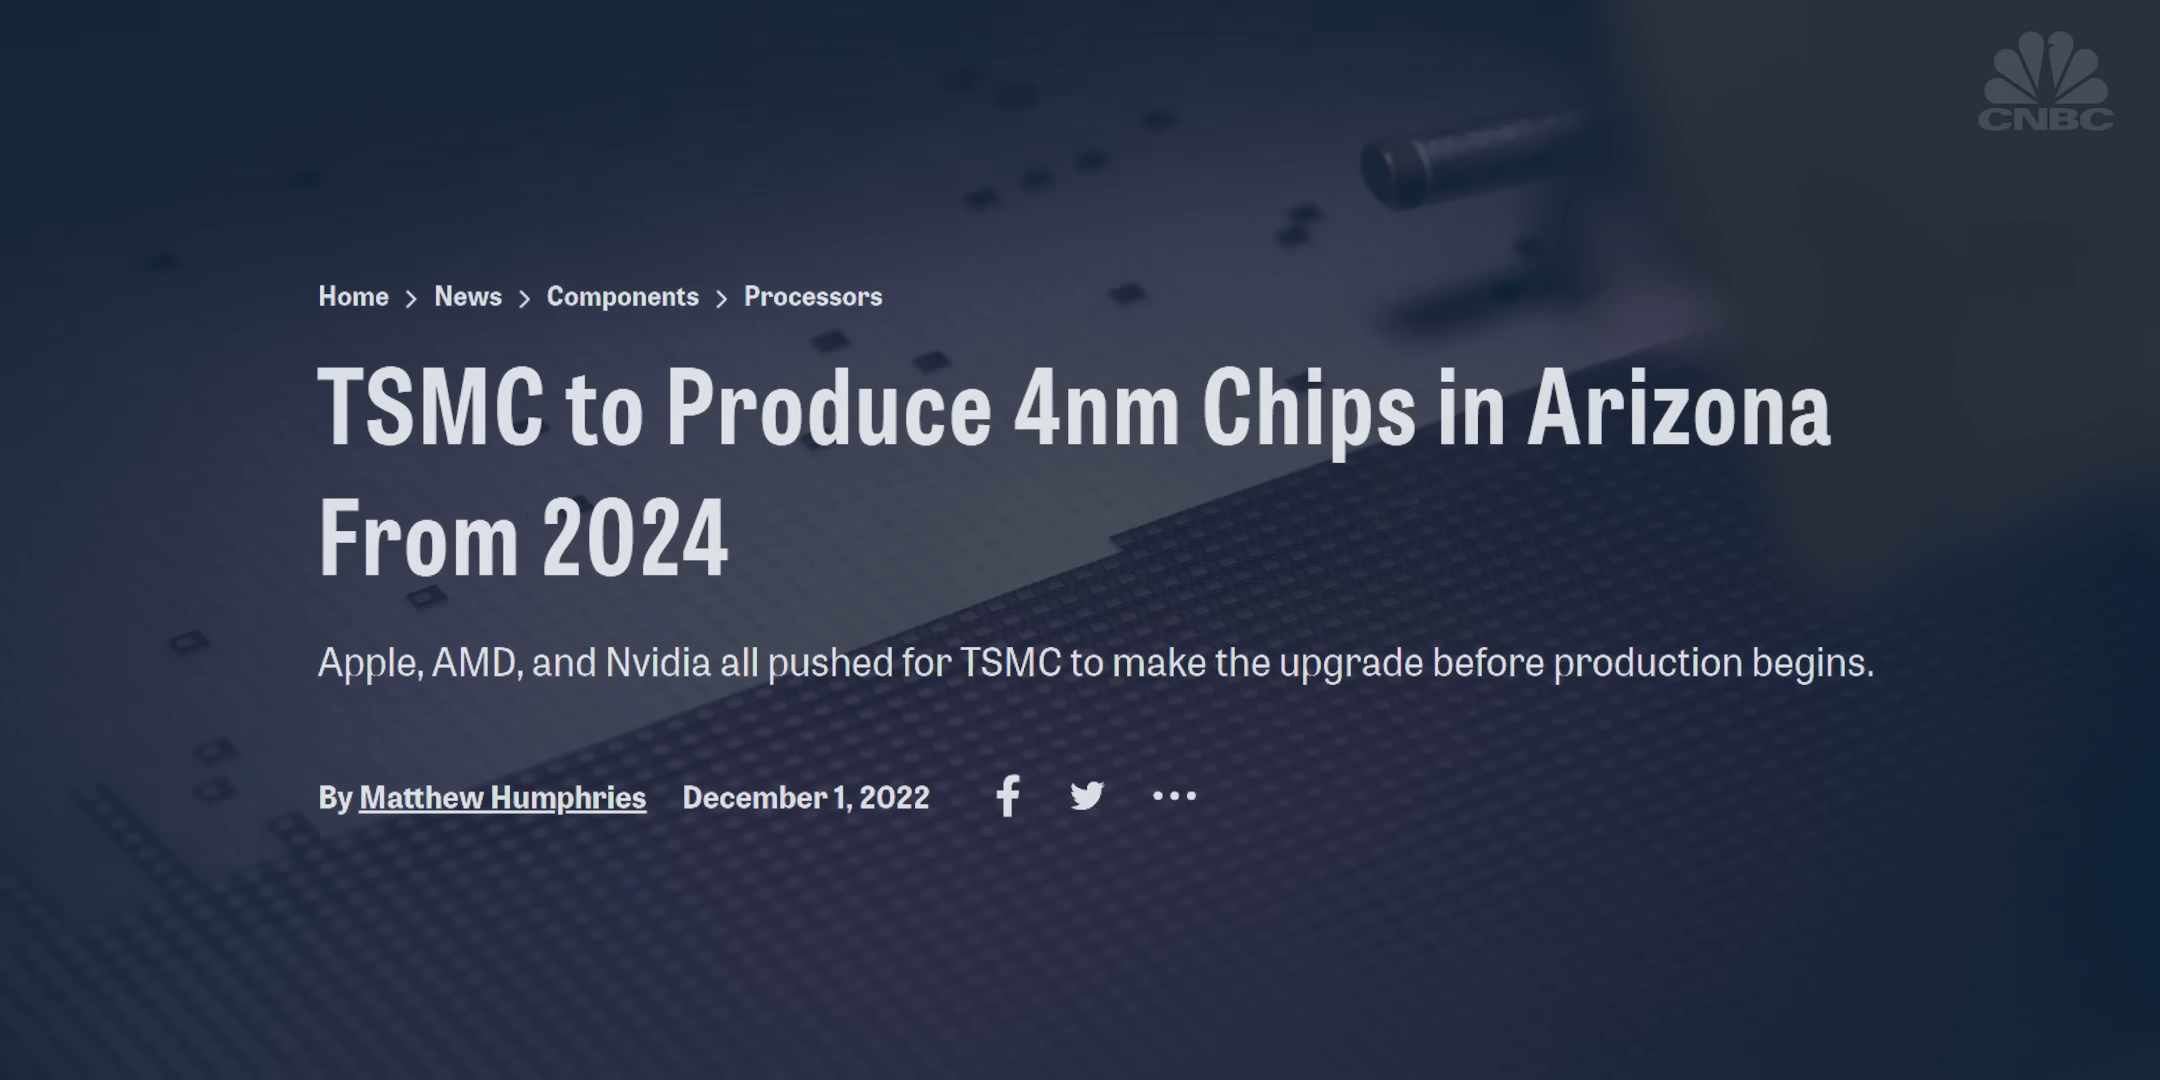 CNBC
Home > News > Components > Processors
TSMC to Produce 4nm Chips in Arizona
From 2024
Apple, AMD, and Nvidia all pushed for TSMC to make the upgrade before production begins.
By Matthew Humphries December 1, 2022